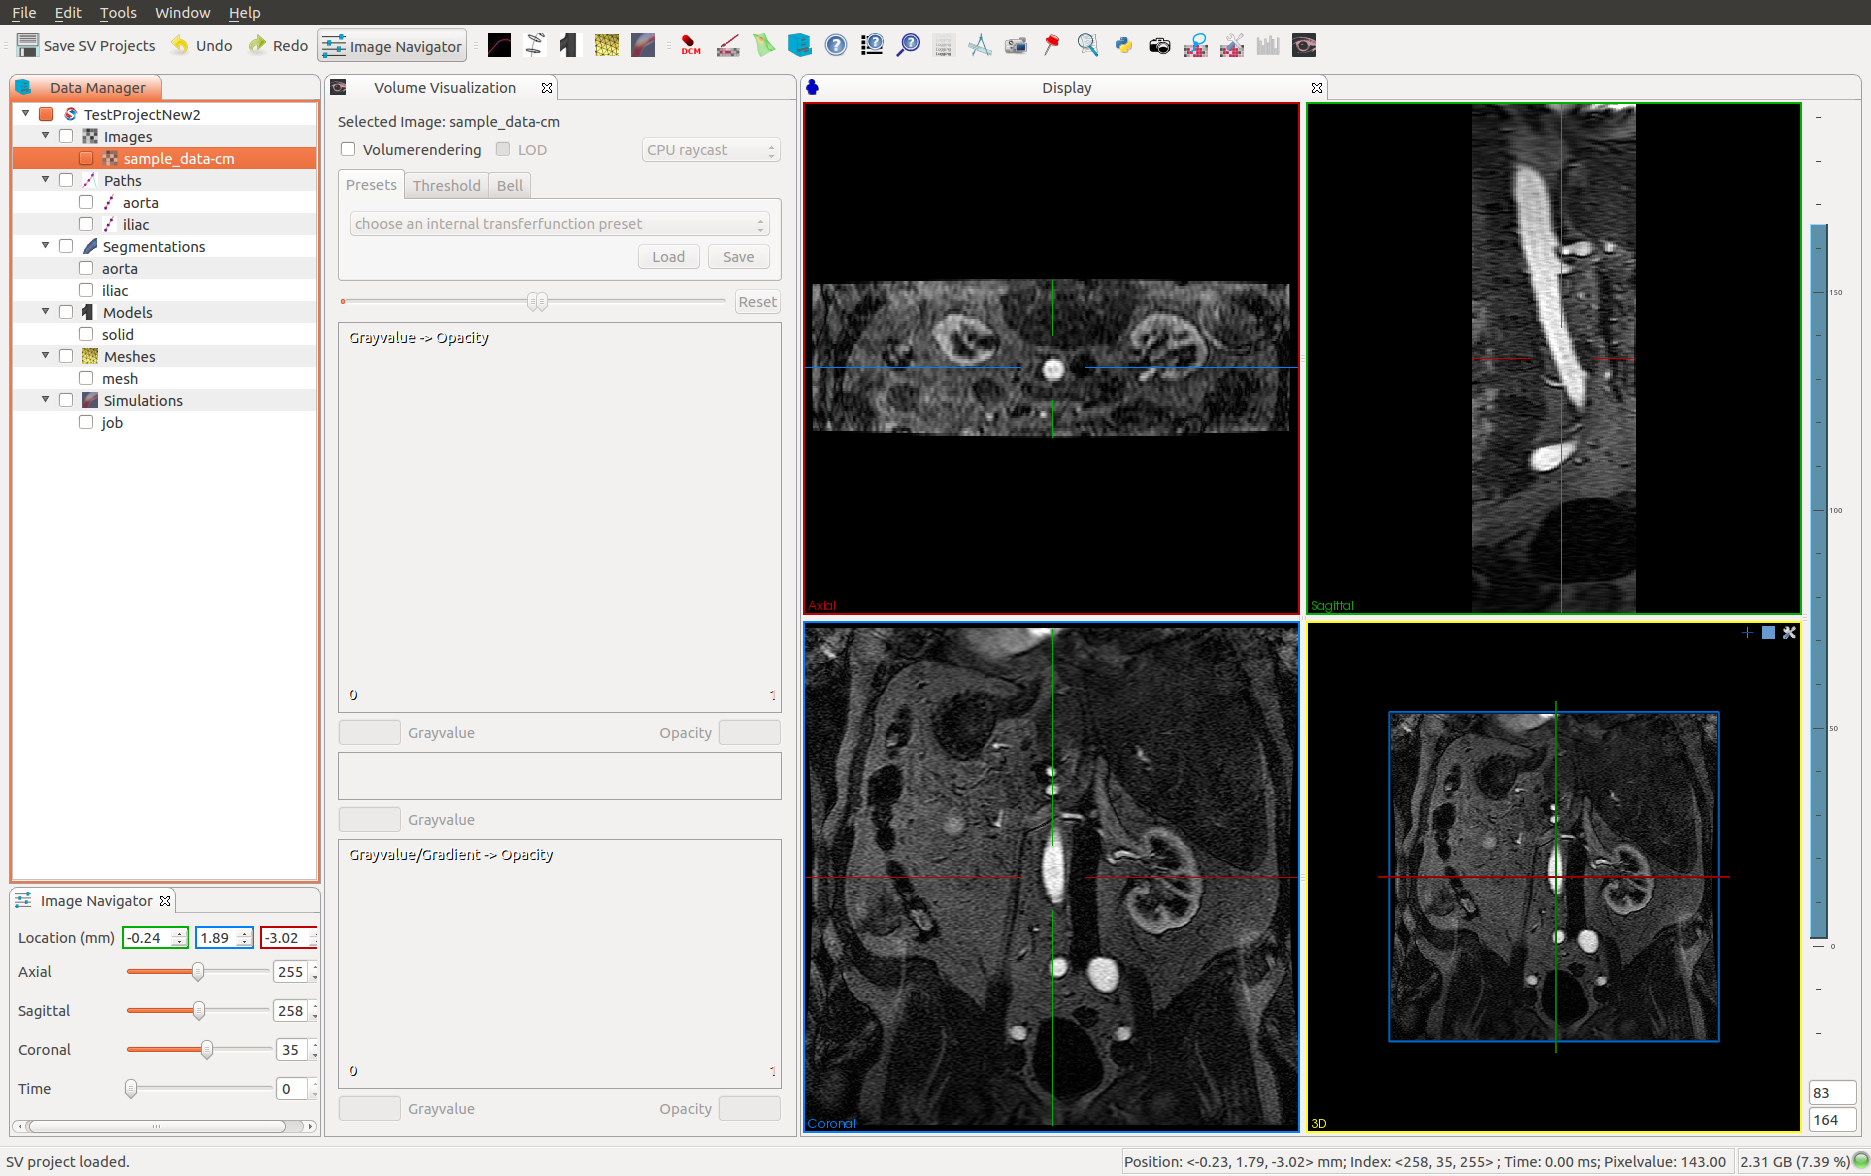 File Edit Tools Window Help
Save SV Projects Undo Redo Image Navigator DCM
Data Manager
TestProjectNew2
Images
sample_data-cm
Paths
aorta
iliac
Segmentations
aorta
iliac
Models
solid
Meshes
mesh
Simulations
job
Image Navigator
Location (mm) -0.24 1.89 -3.02
Axial 255
Sagittal 258
Coronal 35
Time 0
Volume Visualization
Selected Image: sample_data-cm
Volumerendering LOD CPU raycast
Presets Threshold Bell
choose an internal transferfunction preset
Load Save
Reset
Grayvalue -> Opacity
0 1
Grayvalue Opacity
Grayvalue
Grayvalue/Gradient -> Opacity
0 1
Grayvalue Opacity
Display
Axial
Sagittal
Coronal
3D
150
100
50
0
83
164
SV project loaded.
Position: <-0.23, 1.79, -3.02> mm; Index: <258, 35, 255> ; Time: 0.00 ms; Pixelvalue: 143.00 2.31 GB (7.39 %)